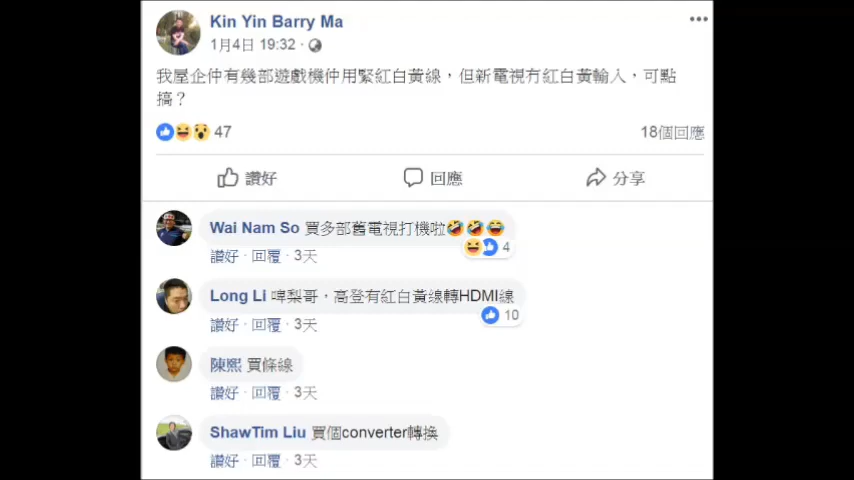 Kin Yin Barry Ma
1月4日 19:32 ·
我屋企仲有幾部遊戲機仲用緊紅白黃線，但新電視冇紅白黃輸入，可點
搞？
47
18個回應
讚好
回應
分享
Wai Nam So 買多部舊電視打機啦🤣🤣😂
4
讚好 · 回覆 · 3天
Long Li 啤梨哥，高登有紅白黃线轉HDMI線
10
讚好 · 回覆 · 3天
陳熙 買條線
讚好 · 回覆 · 3天
ShawTim Liu 買個converter轉換
讚好 · 回覆 · 3天